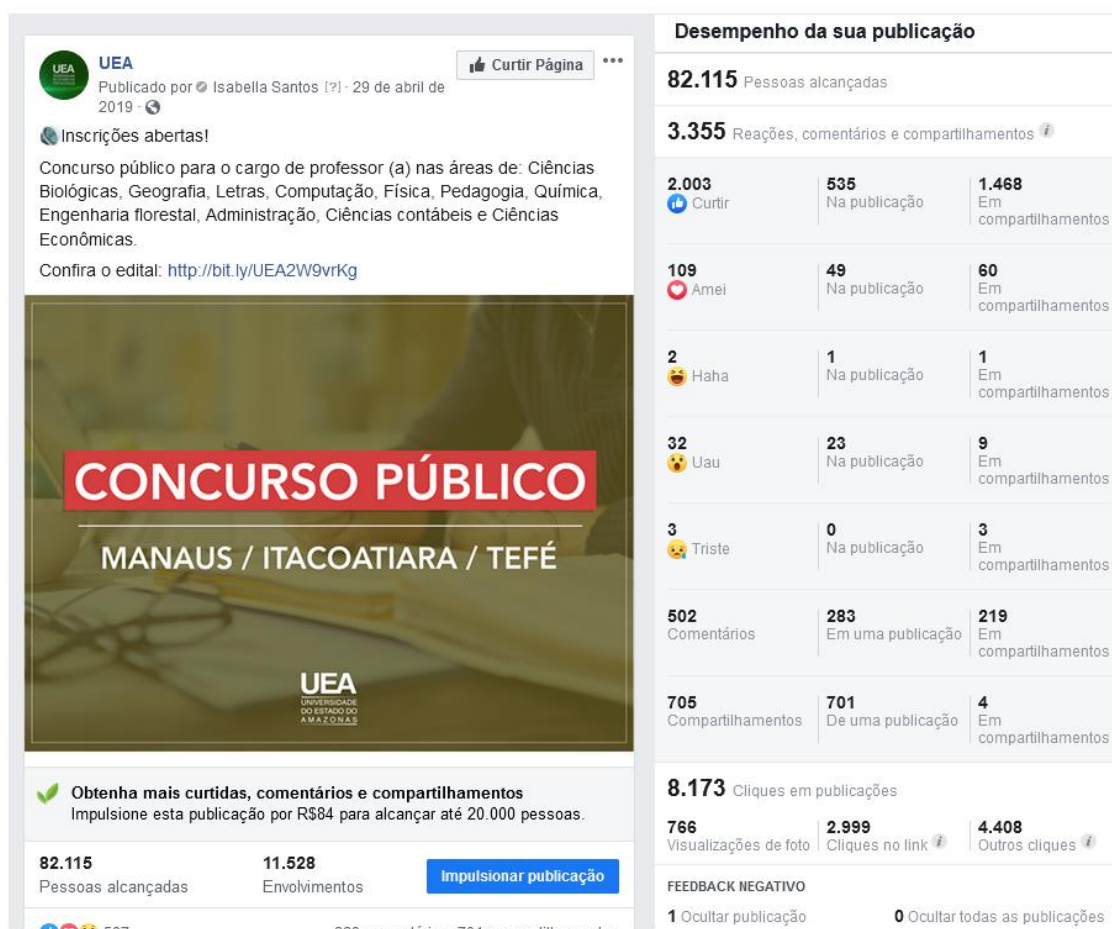 UEA
UEA
Publicado por Isabella Santos [?] · 29 de abril de
2019 ·
Curtir Página
Inscrições abertas!
Concurso público para o cargo de professor (a) nas áreas de: Ciências
Biológicas, Geografia, Letras, Computação, Física, Pedagogia, Química,
Engenharia florestal, Administração, Ciências contábeis e Ciências
Econômicas.
Confira o edital: http://bit.ly/UEA2W9vrKg
CONCURSO PÚBLICO
MANAUS / ITACOATIARA / TEFÉ
UEA
UNIVERSIDADE
DO ESTADO DO
AMAZONAS
Obtenha mais curtidas, comentários e compartilhamentos
Impulsione esta publicação por R$84 para alcançar até 20.000 pessoas.
82.115 11.528
Pessoas alcançadas Envolvimentos
Impulsionar publicação
Desempenho da sua publicação
82.115 Pessoas alcançadas
3.355 Reações, comentários e compartilhamentos
2.003 535 1.468
Curtir Na publicação Em
compartilhamentos
109 49 60
Amei Na publicação Em
compartilhamentos
2 1 1
Haha Na publicação Em
compartilhamentos
32 23 9
Uau Na publicação Em
compartilhamentos
3 0 3
Triste Na publicação Em
compartilhamentos
502 283 219
Comentários Em uma publicação Em
compartilhamentos
705 701 4
Compartilhamentos De uma publicação Em
compartilhamentos
8.173 Cliques em publicações
766 2.999 4.408
Visualizações de foto Cliques no link Outros cliques
FEEDBACK NEGATIVO
1 Ocultar publicação 0 Ocultar todas as publicações